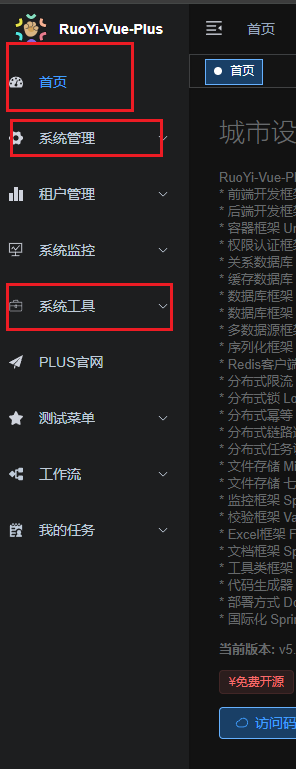 RuoYi-Vue-Plus
首页
系统管理
租户管理
系统监控
系统工具
PLUS官网
测试菜单
工作流
我的任务
首页
首页
城市设
RuoYi-Vue-Pl
* 前端开发框架
* 后端开发框架
* 容器框架 Un
* 权限认证框架
* 关系数据库
* 缓存数据库
* 数据库框架
* 数据库框架
* 多数据源框架
* 序列化框架
* Redis客户端
* 分布式限流
* 分布式锁 Lo
* 分布式幂等
* 分布式链路追
* 分布式任务调
* 文件存储 Mi
* 文件存储 七
* 监控框架 Sp
* 校验框架 Va
* Excel框架 F
* 文档框架 Sp
* 工具类框架
* 代码生成器
* 部署方式 Do
* 国际化 Sprin
当前版本: v5.
¥免费开源
访问码